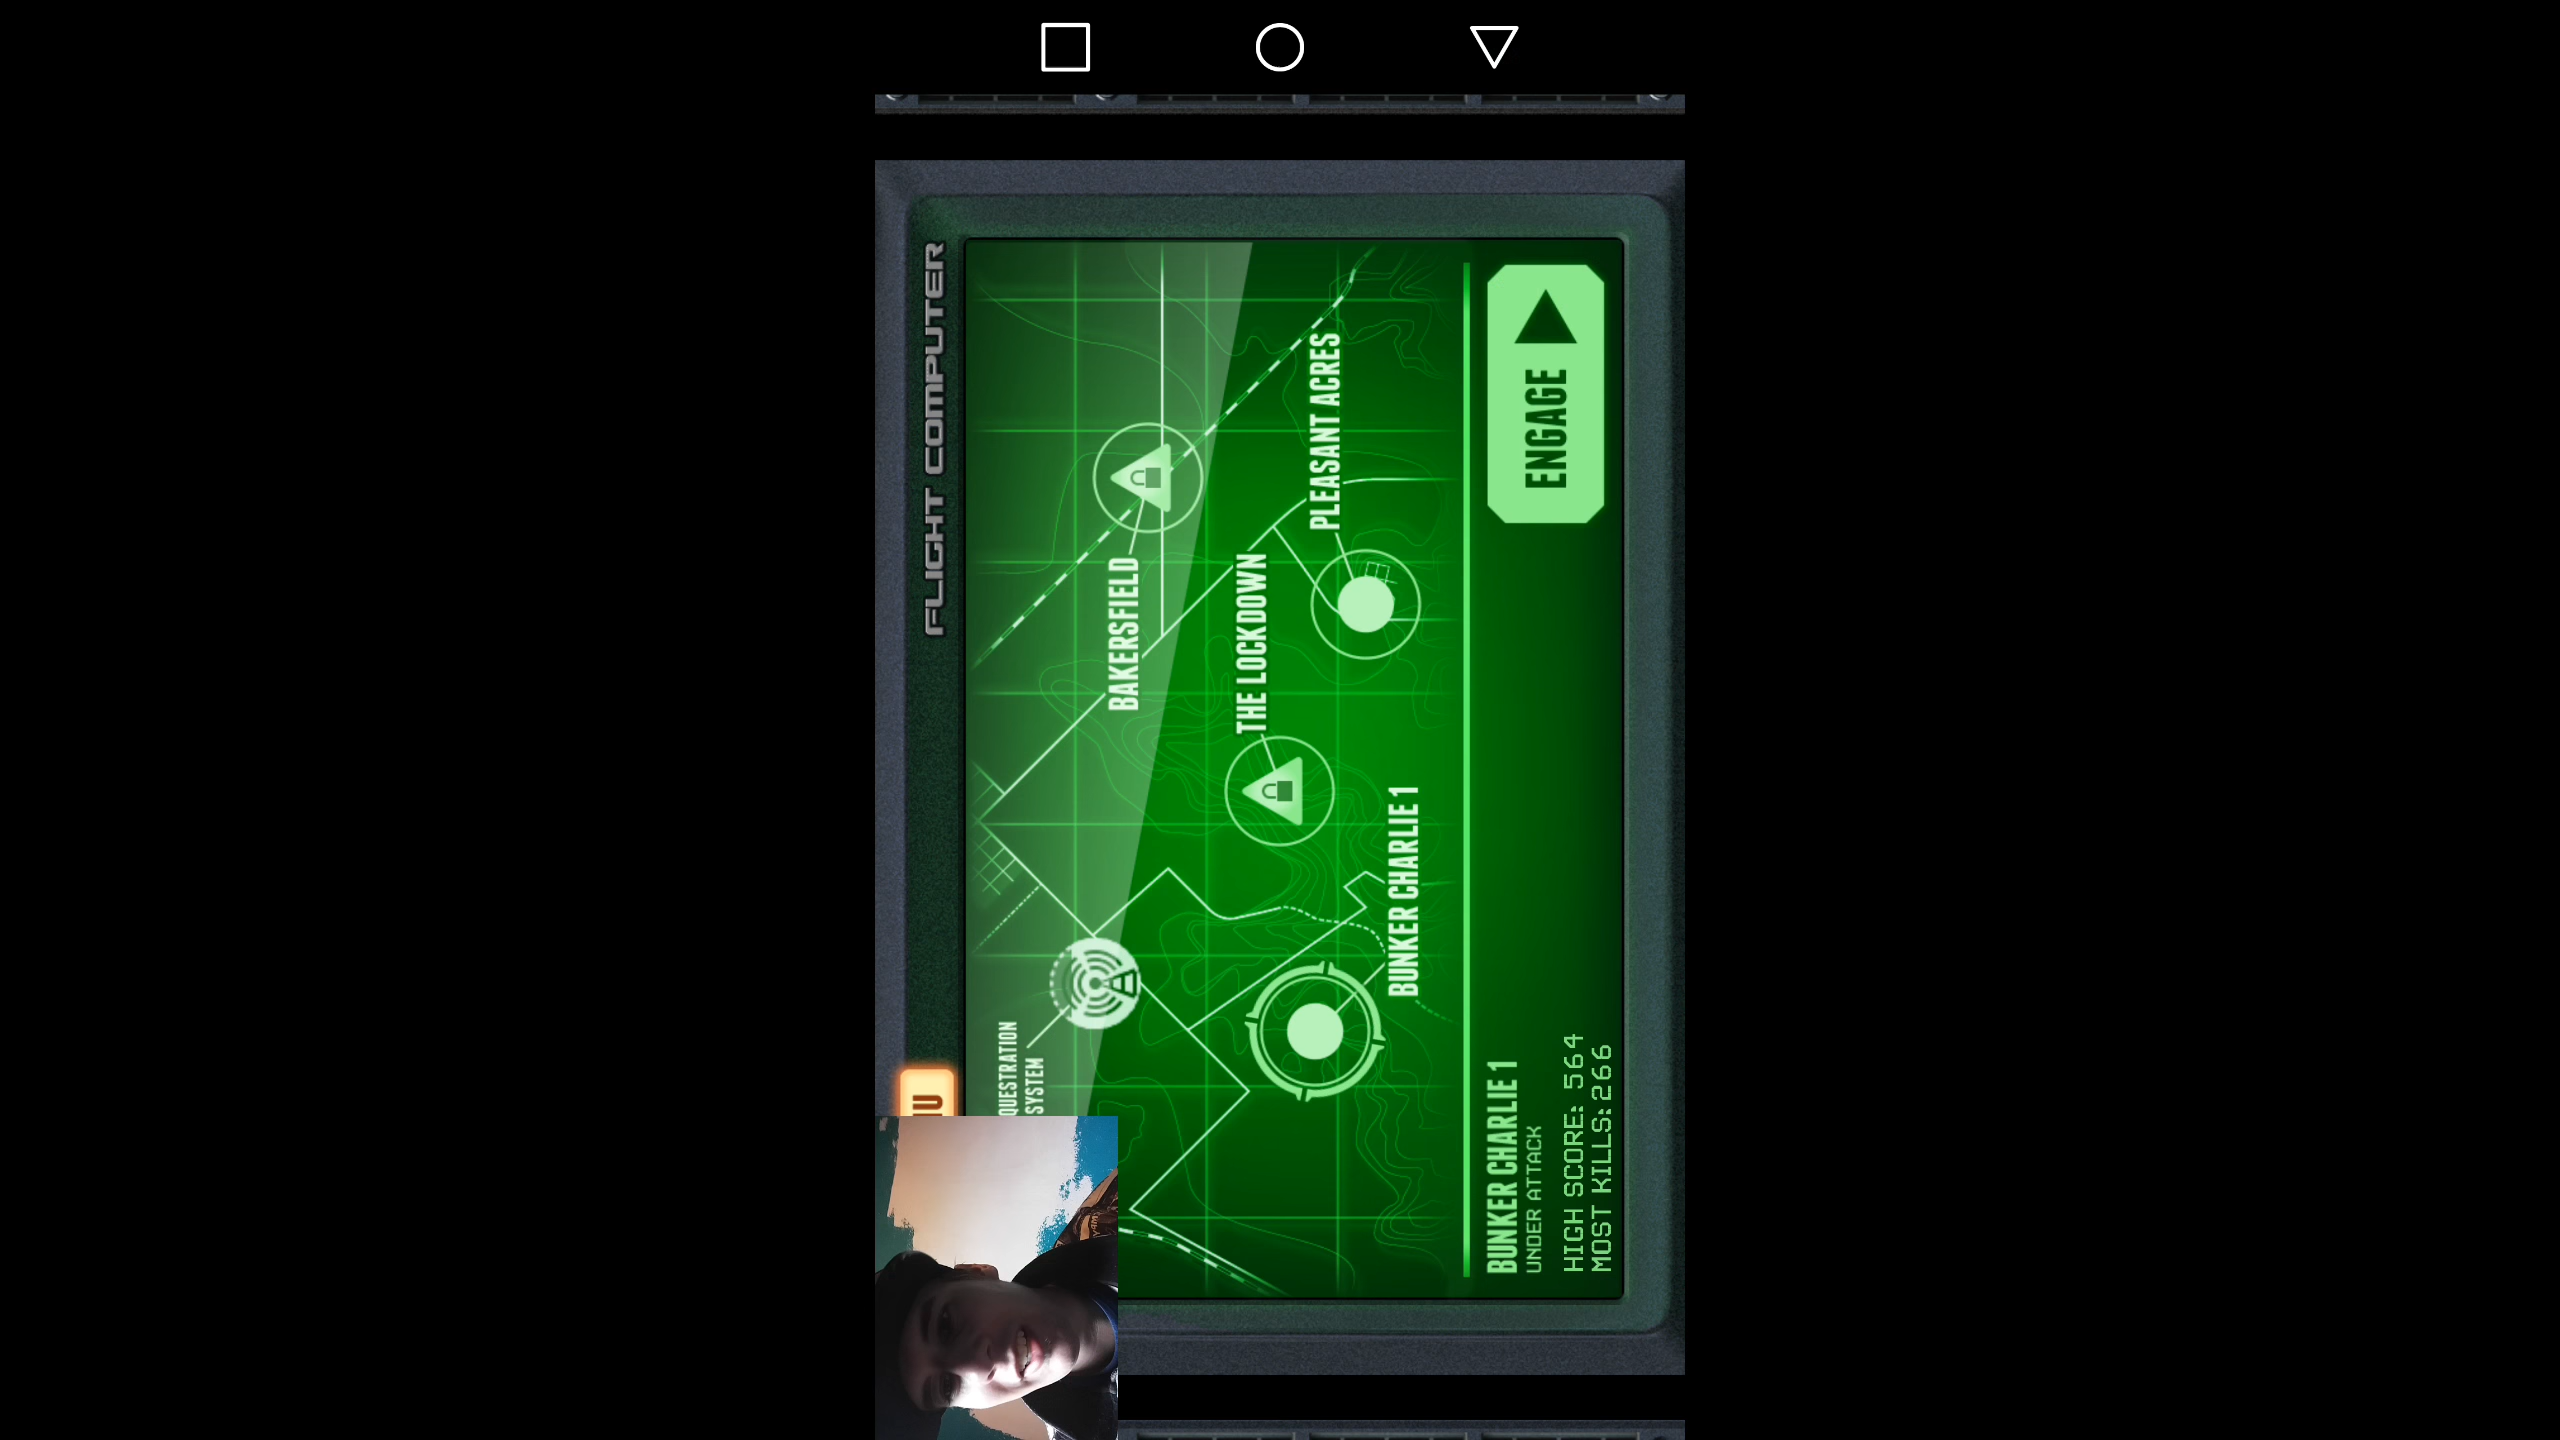 FLIGHT COMPUTER
QUESTRATION
SYSTEM
BAKERSFIELD
THE LOCKDOWN
PLEASANT ACRES
BUNKER CHARLIE 1
BUNKER CHARLIE 1
UNDER ATTACK
HIGH SCORE: 564
MOST KILLS:266
ENGAGE